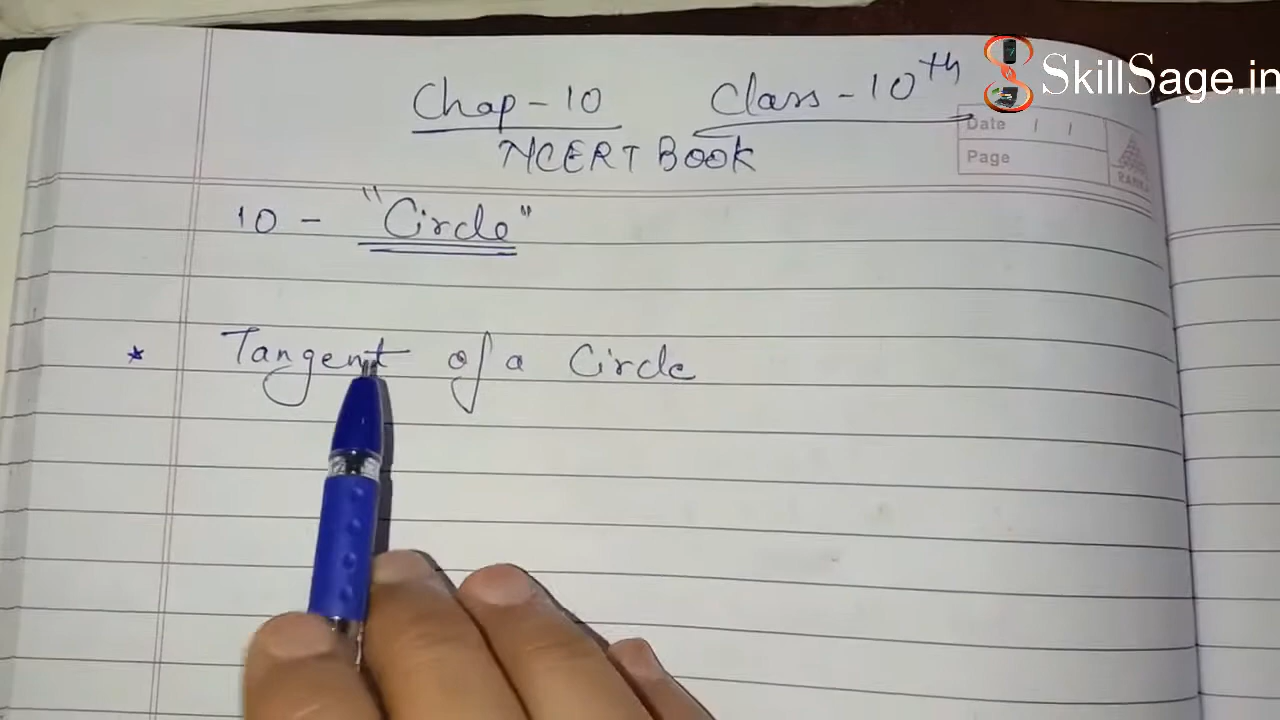 SkillSage.in
Chap - 10 Class - 10th
NCERT Book
Date / /
Page
10 - "Circle"
* Tangent of a Circle